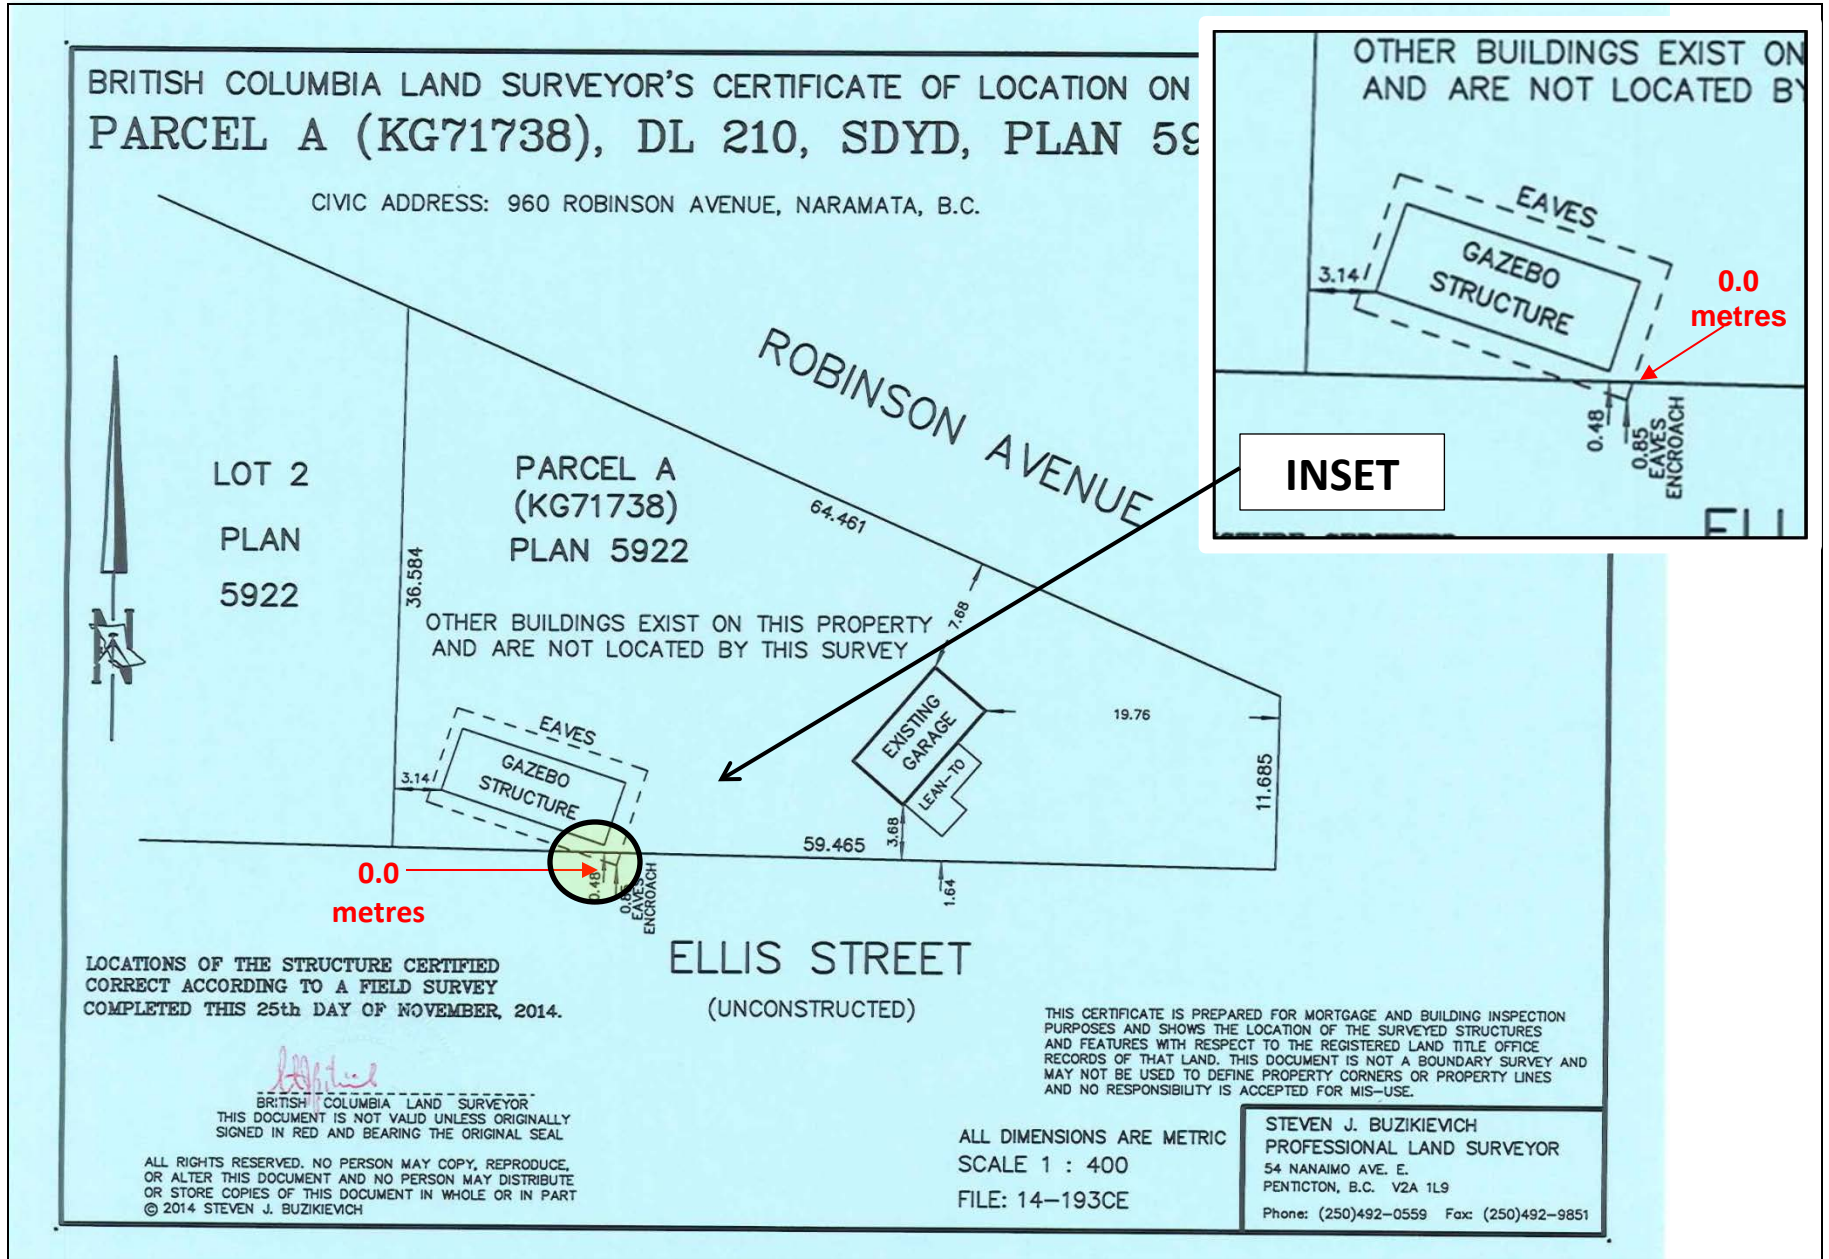 BRITISH COLUMBIA LAND SURVEYOR'S CERTIFICATE OF LOCATION ON
PARCEL A (KG71738), DL 210, SDYD, PLAN 59
CIVIC ADDRESS: 960 ROBINSON AVENUE, NARAMATA, B.C.
OTHER BUILDINGS EXIST ON
AND ARE NOT LOCATED BY
EAVES
GAZEBO
STRUCTURE
3.14
0.0
metres
0.48
0.85
EAVES
ENCROACH
INSET
ROBINSON AVENUE
64.461
LOT 2
PLAN
5922
36.584
PARCEL A
(KG71738)
PLAN 5922
OTHER BUILDINGS EXIST ON THIS PROPERTY
AND ARE NOT LOCATED BY THIS SURVEY
7.68
N
EAVES
GAZEBO
STRUCTURE
3.14
EXISTING
GARAGE
LEAN-TO
19.76
11.685
3.68
59.465
0.0
metres
0.48
0.85
EAVES
ENCROACH
1.64
ELLIS STREET
(UNCONSTRUCTED)
LOCATIONS OF THE STRUCTURE CERTIFIED
CORRECT ACCORDING TO A FIELD SURVEY
COMPLETED THIS 25th DAY OF NOVEMBER, 2014.
BRITISH COLUMBIA LAND SURVEYOR
THIS DOCUMENT IS NOT VALID UNLESS ORIGINALLY
SIGNED IN RED AND BEARING THE ORIGINAL SEAL
ALL RIGHTS RESERVED. NO PERSON MAY COPY, REPRODUCE,
OR ALTER THIS DOCUMENT AND NO PERSON MAY DISTRIBUTE
OR STORE COPIES OF THIS DOCUMENT IN WHOLE OR IN PART
© 2014 STEVEN J. BUZIKIEVICH
THIS CERTIFICATE IS PREPARED FOR MORTGAGE AND BUILDING INSPECTION
PURPOSES AND SHOWS THE LOCATION OF THE SURVEYED STRUCTURES
AND FEATURES WITH RESPECT TO THE REGISTERED LAND TITLE OFFICE
RECORDS OF THAT LAND. THIS DOCUMENT IS NOT A BOUNDARY SURVEY AND
MAY NOT BE USED TO DEFINE PROPERTY CORNERS OR PROPERTY LINES
AND NO RESPONSIBILITY IS ACCEPTED FOR MIS-USE.
ALL DIMENSIONS ARE METRIC
SCALE 1 : 400
FILE: 14-193CE
STEVEN J. BUZIKIEVICH
PROFESSIONAL LAND SURVEYOR
54 NANAIMO AVE. E.
PENTICTON, B.C. V2A 1L9
Phone: (250)492-0559 Fax: (250)492-9851